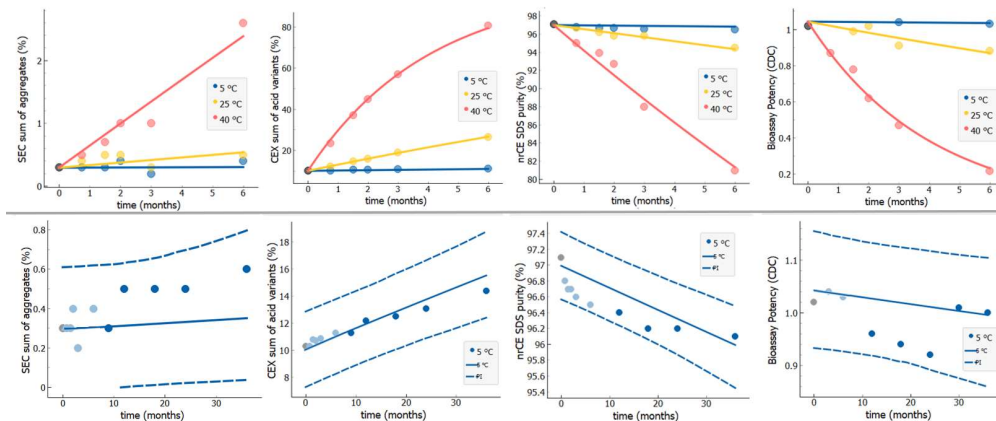 SEC sum of aggregates (%)
2
1
0
0
1
2
3
4
5
6
time (months)
5 ºC
25 ºC
40 ºC
CEX sum of acid variants (%)
80
60
40
20
0
1
2
3
4
5
6
time (months)
5 ºC
25 ºC
40 ºC
nrCE SDS purity (%)
98
96
94
92
90
88
86
84
82
80
0
1
2
3
4
5
6
time (months)
5 ºC
25 ºC
40 ºC
Bioassay Potency (CDC)
1
0.8
0.6
0.4
0.2
0
1
2
3
4
5
6
time (months)
5 ºC
25 ºC
40 ºC
SEC sum of aggregates (%)
0.8
0.6
0.4
0.2
0
0
10
20
30
time (months)
CEX sum of acid variants (%)
18
16
14
12
10
8
0
10
20
30
time (months)
5 ºC
5 ºC
PI
nrCE SDS purity (%)
97.4
97.2
97
96.8
96.6
96.4
96.2
96
95.8
95.6
95.4
0
10
20
30
time (months)
5 ºC
5 ºC
PI
Bioassay Potency (CDC)
1.1
1.0
0.9
0
10
20
30
time (months)
5 ºC
5 ºC
PI